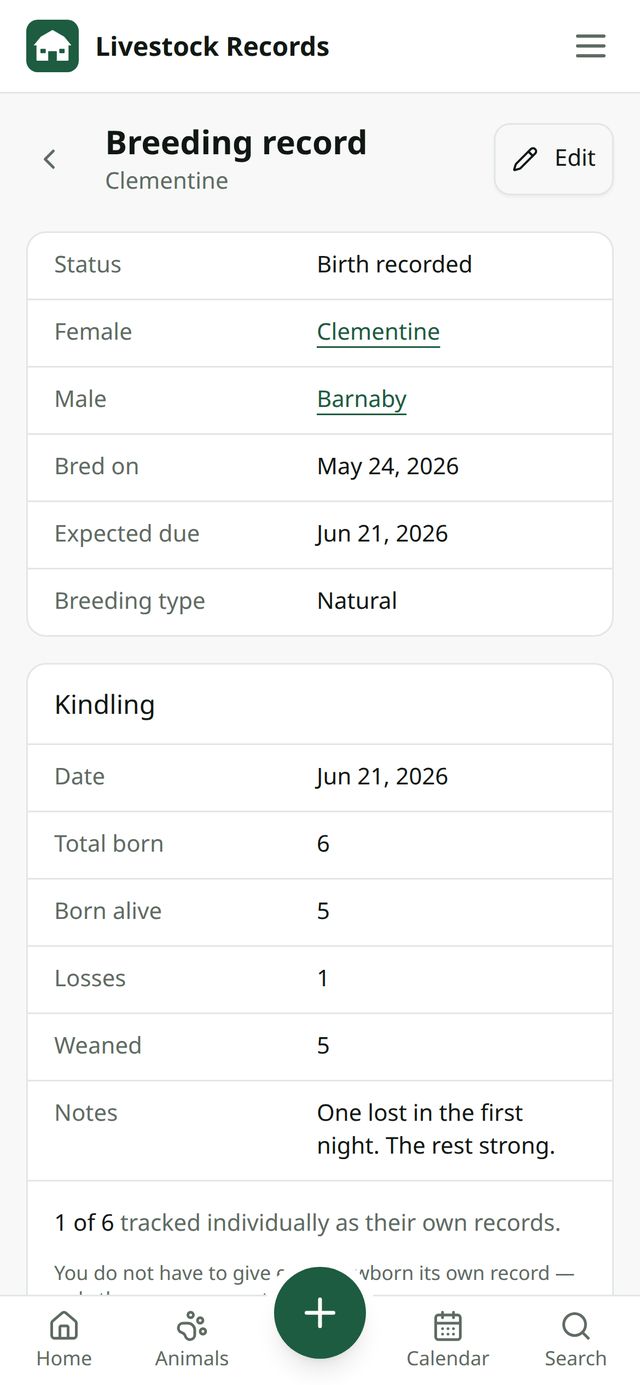 Livestock Records
Breeding record
Clementine
Edit
Status Birth recorded
Female Clementine
Male Barnaby
Bred on May 24, 2026
Expected due Jun 21, 2026
Breeding type Natural
Kindling
Date Jun 21, 2026
Total born 6
Born alive 5
Losses 1
Weaned 5
Notes One lost in the first
night. The rest strong.
1 of 6 tracked individually as their own records.
You do not have to give its own record —
Home Animals Calendar Search